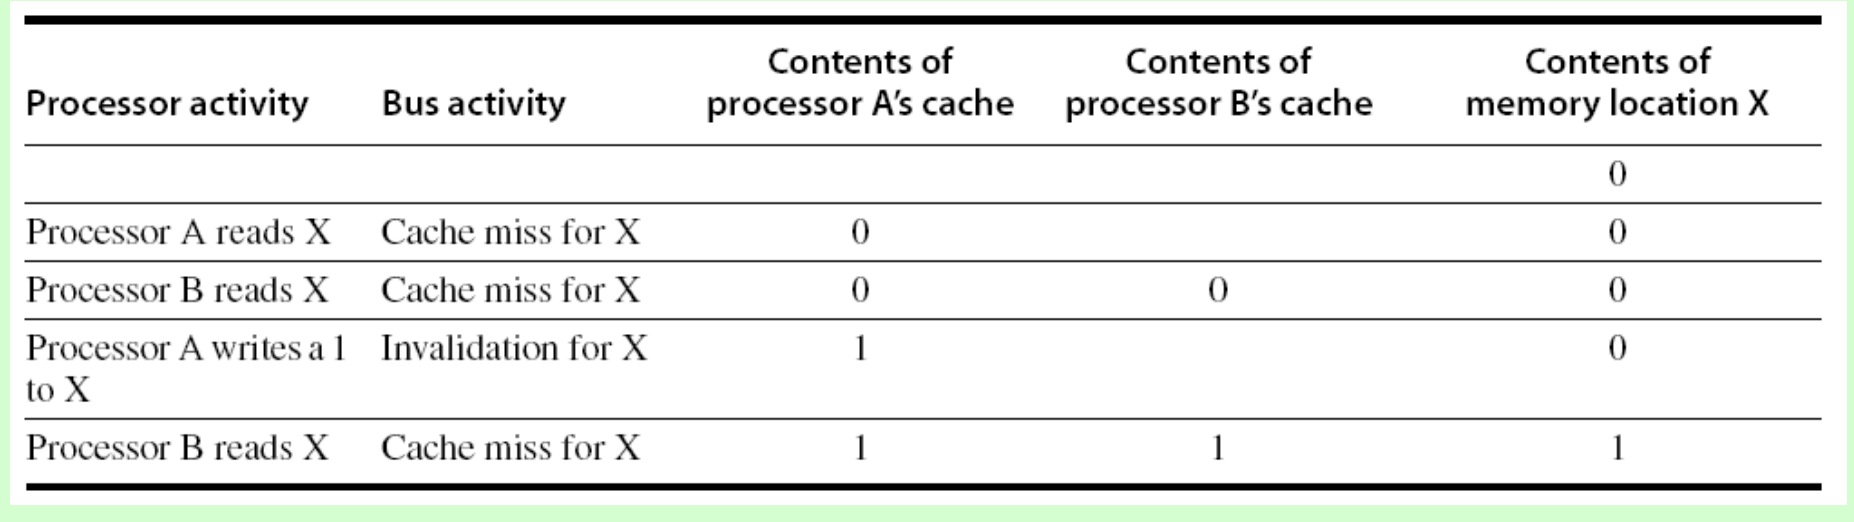 Contents of Contents of Contents of
Processor activity Bus activity processor A’s cache processor B’s cache memory location X
0
Processor A reads X Cache miss for X 0 0
Processor B reads X Cache miss for X 0 0 0
Processor A writes a 1 Invalidation for X 1 0
to X
Processor B reads X Cache miss for X 1 1 1